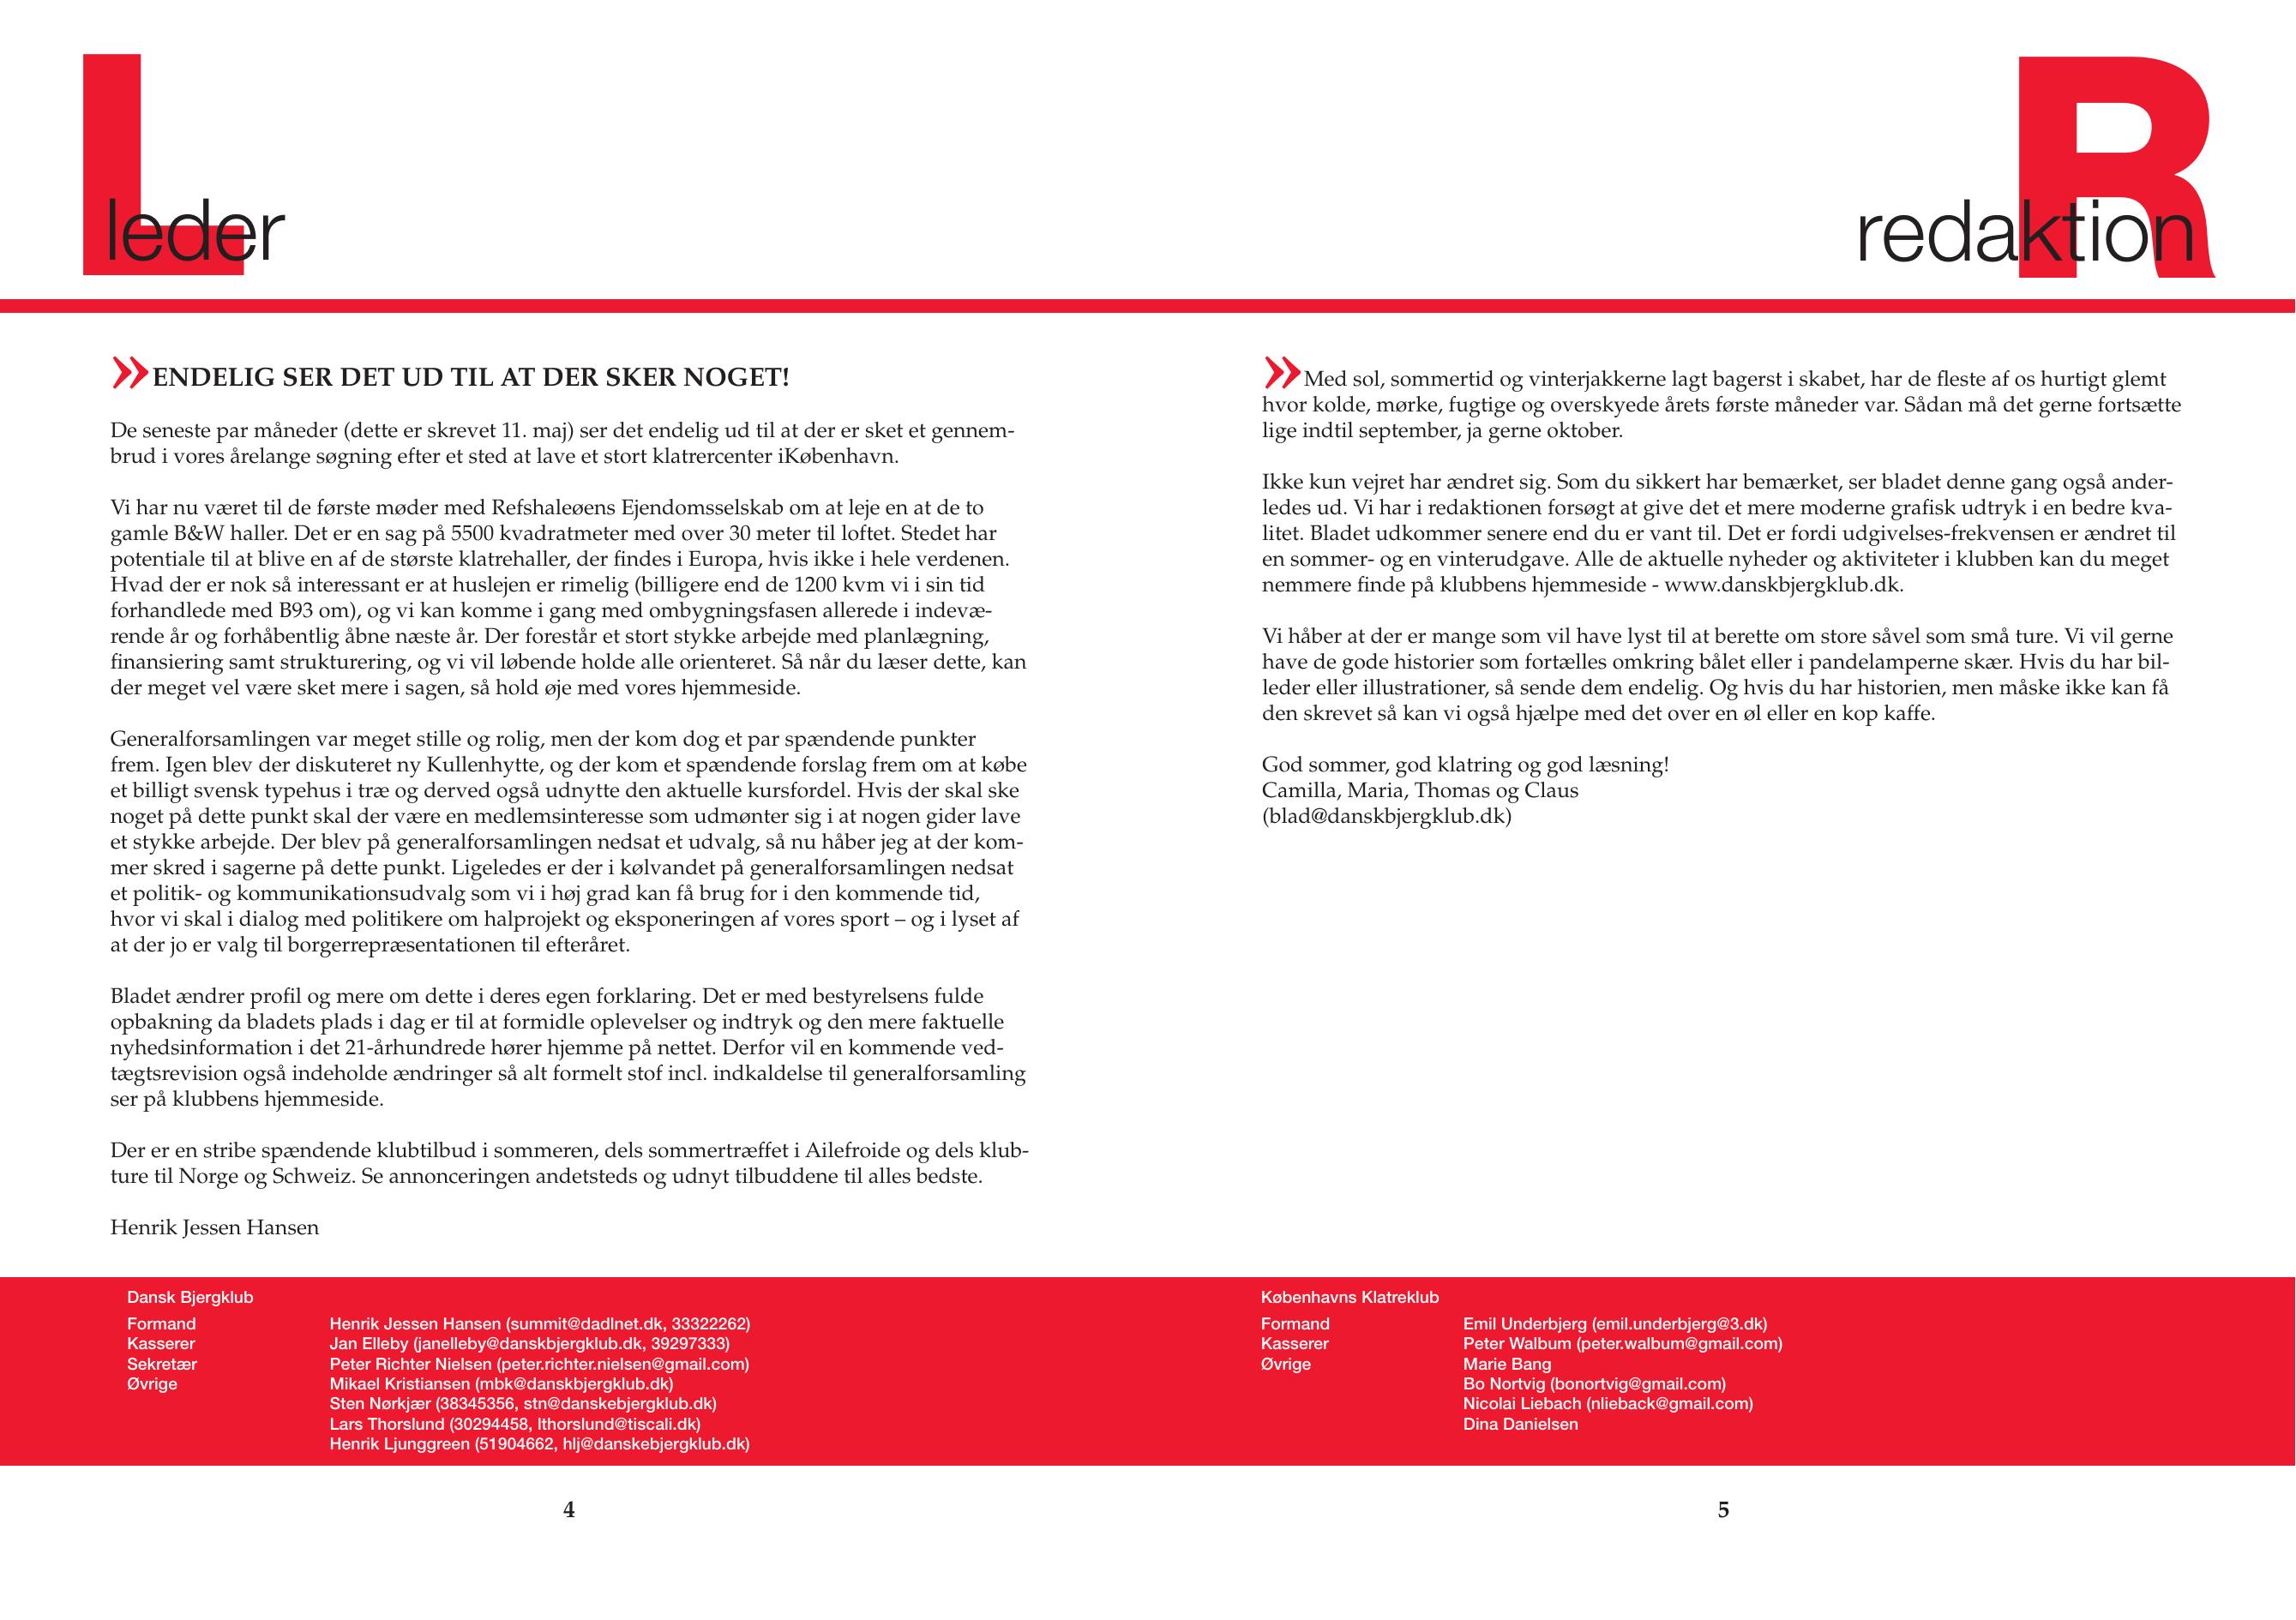 L
leder
» ENDELIG SER DET UD TIL AT DER SKER NOGET!
De seneste par måneder (dette er skrevet 11. maj) ser det endelig ud til at der er sket et gennem-
brud i vores årelange søgning efter et sted at lave et stort klatrercenter iKøbenhavn.
Vi har nu været til de første møder med Refshaleøens Ejendomsselskab om at leje en at de to
gamle B&W haller. Det er en sag på 5500 kvadratmeter med over 30 meter til loftet. Stedet har
potentiale til at blive en af de største klatrehaller, der findes i Europa, hvis ikke i hele verdenen.
Hvad der er nok så interessant er at huslejen er rimelig (billigere end de 1200 kvm vi i sin tid
forhandlede med B93 om), og vi kan komme i gang med ombygningsfasen allerede i indevæ-
rende år og forhåbentlig åbne næste år. Der forestår et stort stykke arbejde med planlægning,
finansiering samt strukturering, og vi vil løbende holde alle orienteret. Så når du læser dette, kan
der meget vel være sket mere i sagen, så hold øje med vores hjemmeside.
Generalforsamlingen var meget stille og rolig, men der kom dog et par spændende punkter
frem. Igen blev der diskuteret ny Kullenhytte, og der kom et spændende forslag frem om at købe
et billigt svensk typehus i træ og derved også udnytte den aktuelle kursfordel. Hvis der skal ske
noget på dette punkt skal der være en medlemsinteresse som udmønter sig i at nogen gider lave
et stykke arbejde. Der blev på generalforsamlingen nedsat et udvalg, så nu håber jeg at der kom-
mer skred i sagerne på dette punkt. Ligeledes er der i kølvandet på generalforsamlingen nedsat
et politik- og kommunikationsudvalg som vi i høj grad kan få brug for i den kommende tid,
hvor vi skal i dialog med politikere om halprojekt og eksponeringen af vores sport – og i lyset af
at der jo er valg til borgerrepræsentationen til efteråret.
Bladet ændrer profil og mere om dette i deres egen forklaring. Det er med bestyrelsens fulde
opbakning da bladets plads i dag er til at formidle oplevelser og indtryk og den mere faktuelle
nyhedsinformation i det 21-århundrede hører hjemme på nettet. Derfor vil en kommende ved-
tægtsrevision også indeholde ændringer så alt formelt stof incl. indkaldelse til generalforsamling
ser på klubbens hjemmeside.
Der er en stribe spændende klubtilbud i sommeren, dels sommertræffet i Ailefroide og dels klub-
ture til Norge og Schweiz. Se annonceringen andetsteds og udnyt tilbuddene til alles bedste.
Henrik Jessen Hansen
Dansk Bjergklub
Formand Henrik Jessen Hansen (summit@dadlnet.dk, 33322262)
Kasserer Jan Elleby (janelleby@danskbjergklub.dk, 39297333)
Sekretær Peter Richter Nielsen (peter.richter.nielsen@gmail.com)
Øvrige Mikael Kristiansen (mbk@danskbjergklub.dk)
Sten Nørkjær (38345356, stn@danskebjergklub.dk)
Lars Thorslund (30294458, lthorslund@tiscali.dk)
Henrik Ljunggreen (51904662, hlj@danskebjergklub.dk)
4
R
redaktion
» Med sol, sommertid og vinterjakkerne lagt bagerst i skabet, har de fleste af os hurtigt glemt
hvor kolde, mørke, fugtige og overskyede årets første måneder var. Sådan må det gerne fortsætte
lige indtil september, ja gerne oktober.
Ikke kun vejret har ændret sig. Som du sikkert har bemærket, ser bladet denne gang også ander-
ledes ud. Vi har i redaktionen forsøgt at give det et mere moderne grafisk udtryk i en bedre kva-
litet. Bladet udkommer senere end du er vant til. Det er fordi udgivelses-frekvensen er ændret til
en sommer- og en vinterudgave. Alle de aktuelle nyheder og aktiviteter i klubben kan du meget
nemmere finde på klubbens hjemmeside - www.danskbjergklub.dk.
Vi håber at der er mange som vil have lyst til at berette om store såvel som små ture. Vi vil gerne
have de gode historier som fortælles omkring bålet eller i pandelamperne skær. Hvis du har bil-
leder eller illustrationer, så sende dem endelig. Og hvis du har historien, men måske ikke kan få
den skrevet så kan vi også hjælpe med det over en øl eller en kop kaffe.
God sommer, god klatring og god læsning!
Camilla, Maria, Thomas og Claus
(blad@danskbjergklub.dk)
Københavns Klatreklub
Formand Emil Underbjerg (emil.underbjerg@3.dk)
Kasserer Peter Walbum (peter.walbum@gmail.com)
Øvrige Marie Bang
Bo Nortvig (bonortvig@gmail.com)
Nicolai Liebach (nlieback@gmail.com)
Dina Danielsen
5